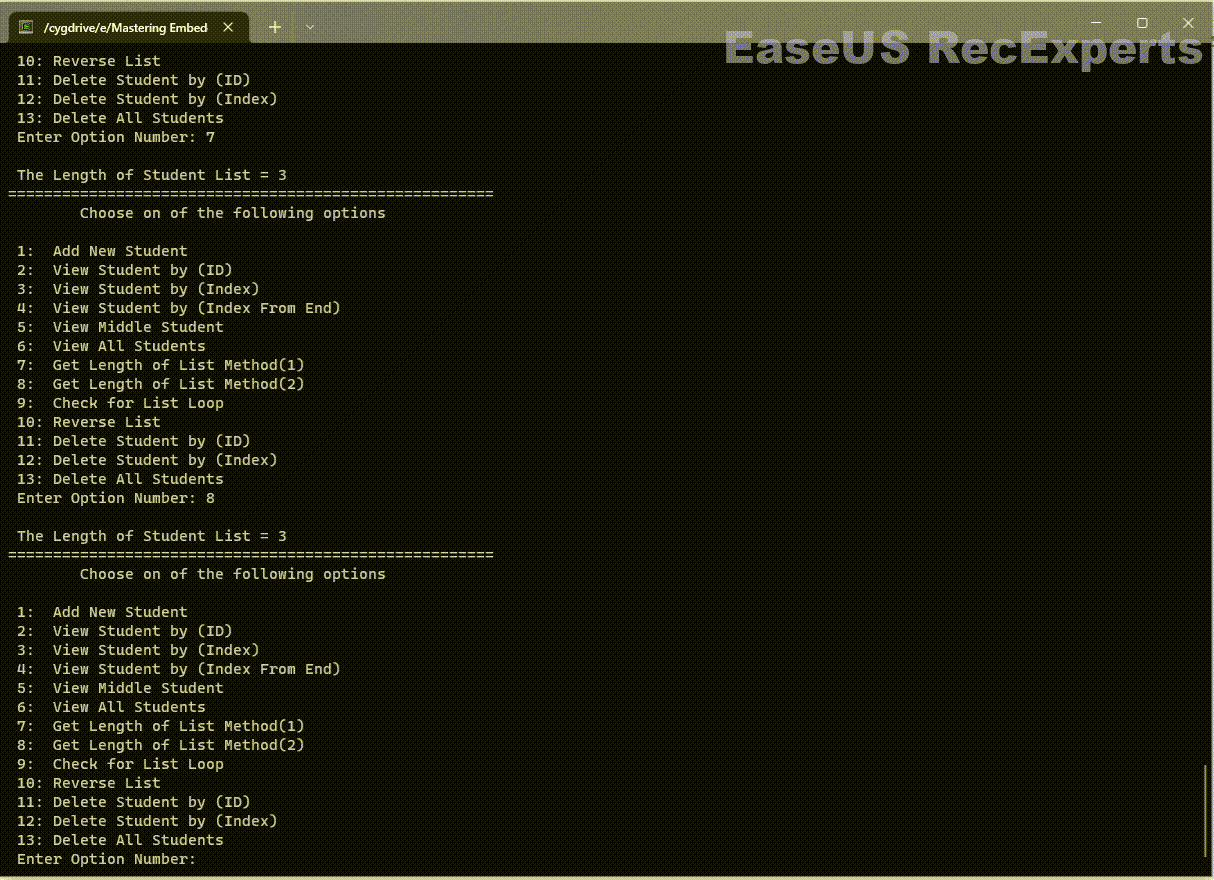 /cygdrive/e/Mastering Embed
EaseUS RecExperts
10: Reverse List
11: Delete Student by (ID)
12: Delete Student by (Index)
13: Delete All Students
Enter Option Number: 7
The Length of Student List = 3
======================================================
Choose on of the following options
1:  Add New Student
2:  View Student by (ID)
3:  View Student by (Index)
4:  View Student by (Index From End)
5:  View Middle Student
6:  View All Students
7:  Get Length of List Method(1)
8:  Get Length of List Method(2)
9:  Check for List Loop
10: Reverse List
11: Delete Student by (ID)
12: Delete Student by (Index)
13: Delete All Students
Enter Option Number: 8
The Length of Student List = 3
======================================================
Choose on of the following options
1:  Add New Student
2:  View Student by (ID)
3:  View Student by (Index)
4:  View Student by (Index From End)
5:  View Middle Student
6:  View All Students
7:  Get Length of List Method(1)
8:  Get Length of List Method(2)
9:  Check for List Loop
10: Reverse List
11: Delete Student by (ID)
12: Delete Student by (Index)
13: Delete All Students
Enter Option Number: